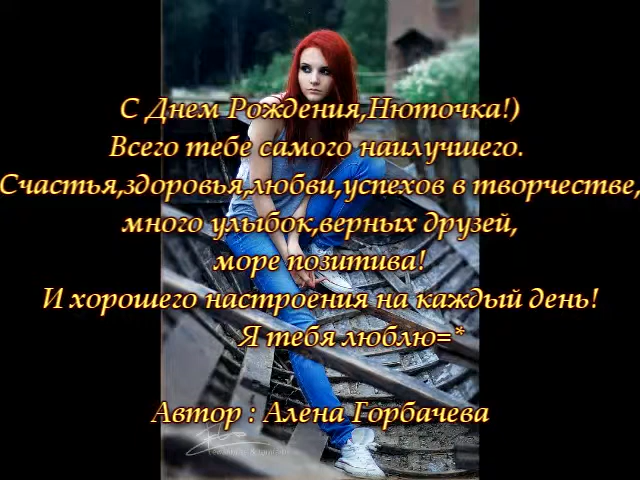 С Днем Рождения,Нюточка!)
Всего тебе самого наилучшего.
Счастья,здоровья,любви,успехов в творчестве,
много улыбок,верных друзей,
море позитива!
И хорошего настроения на каждый день!
Я тебя люблю=*
Автор : Алена Горбачева